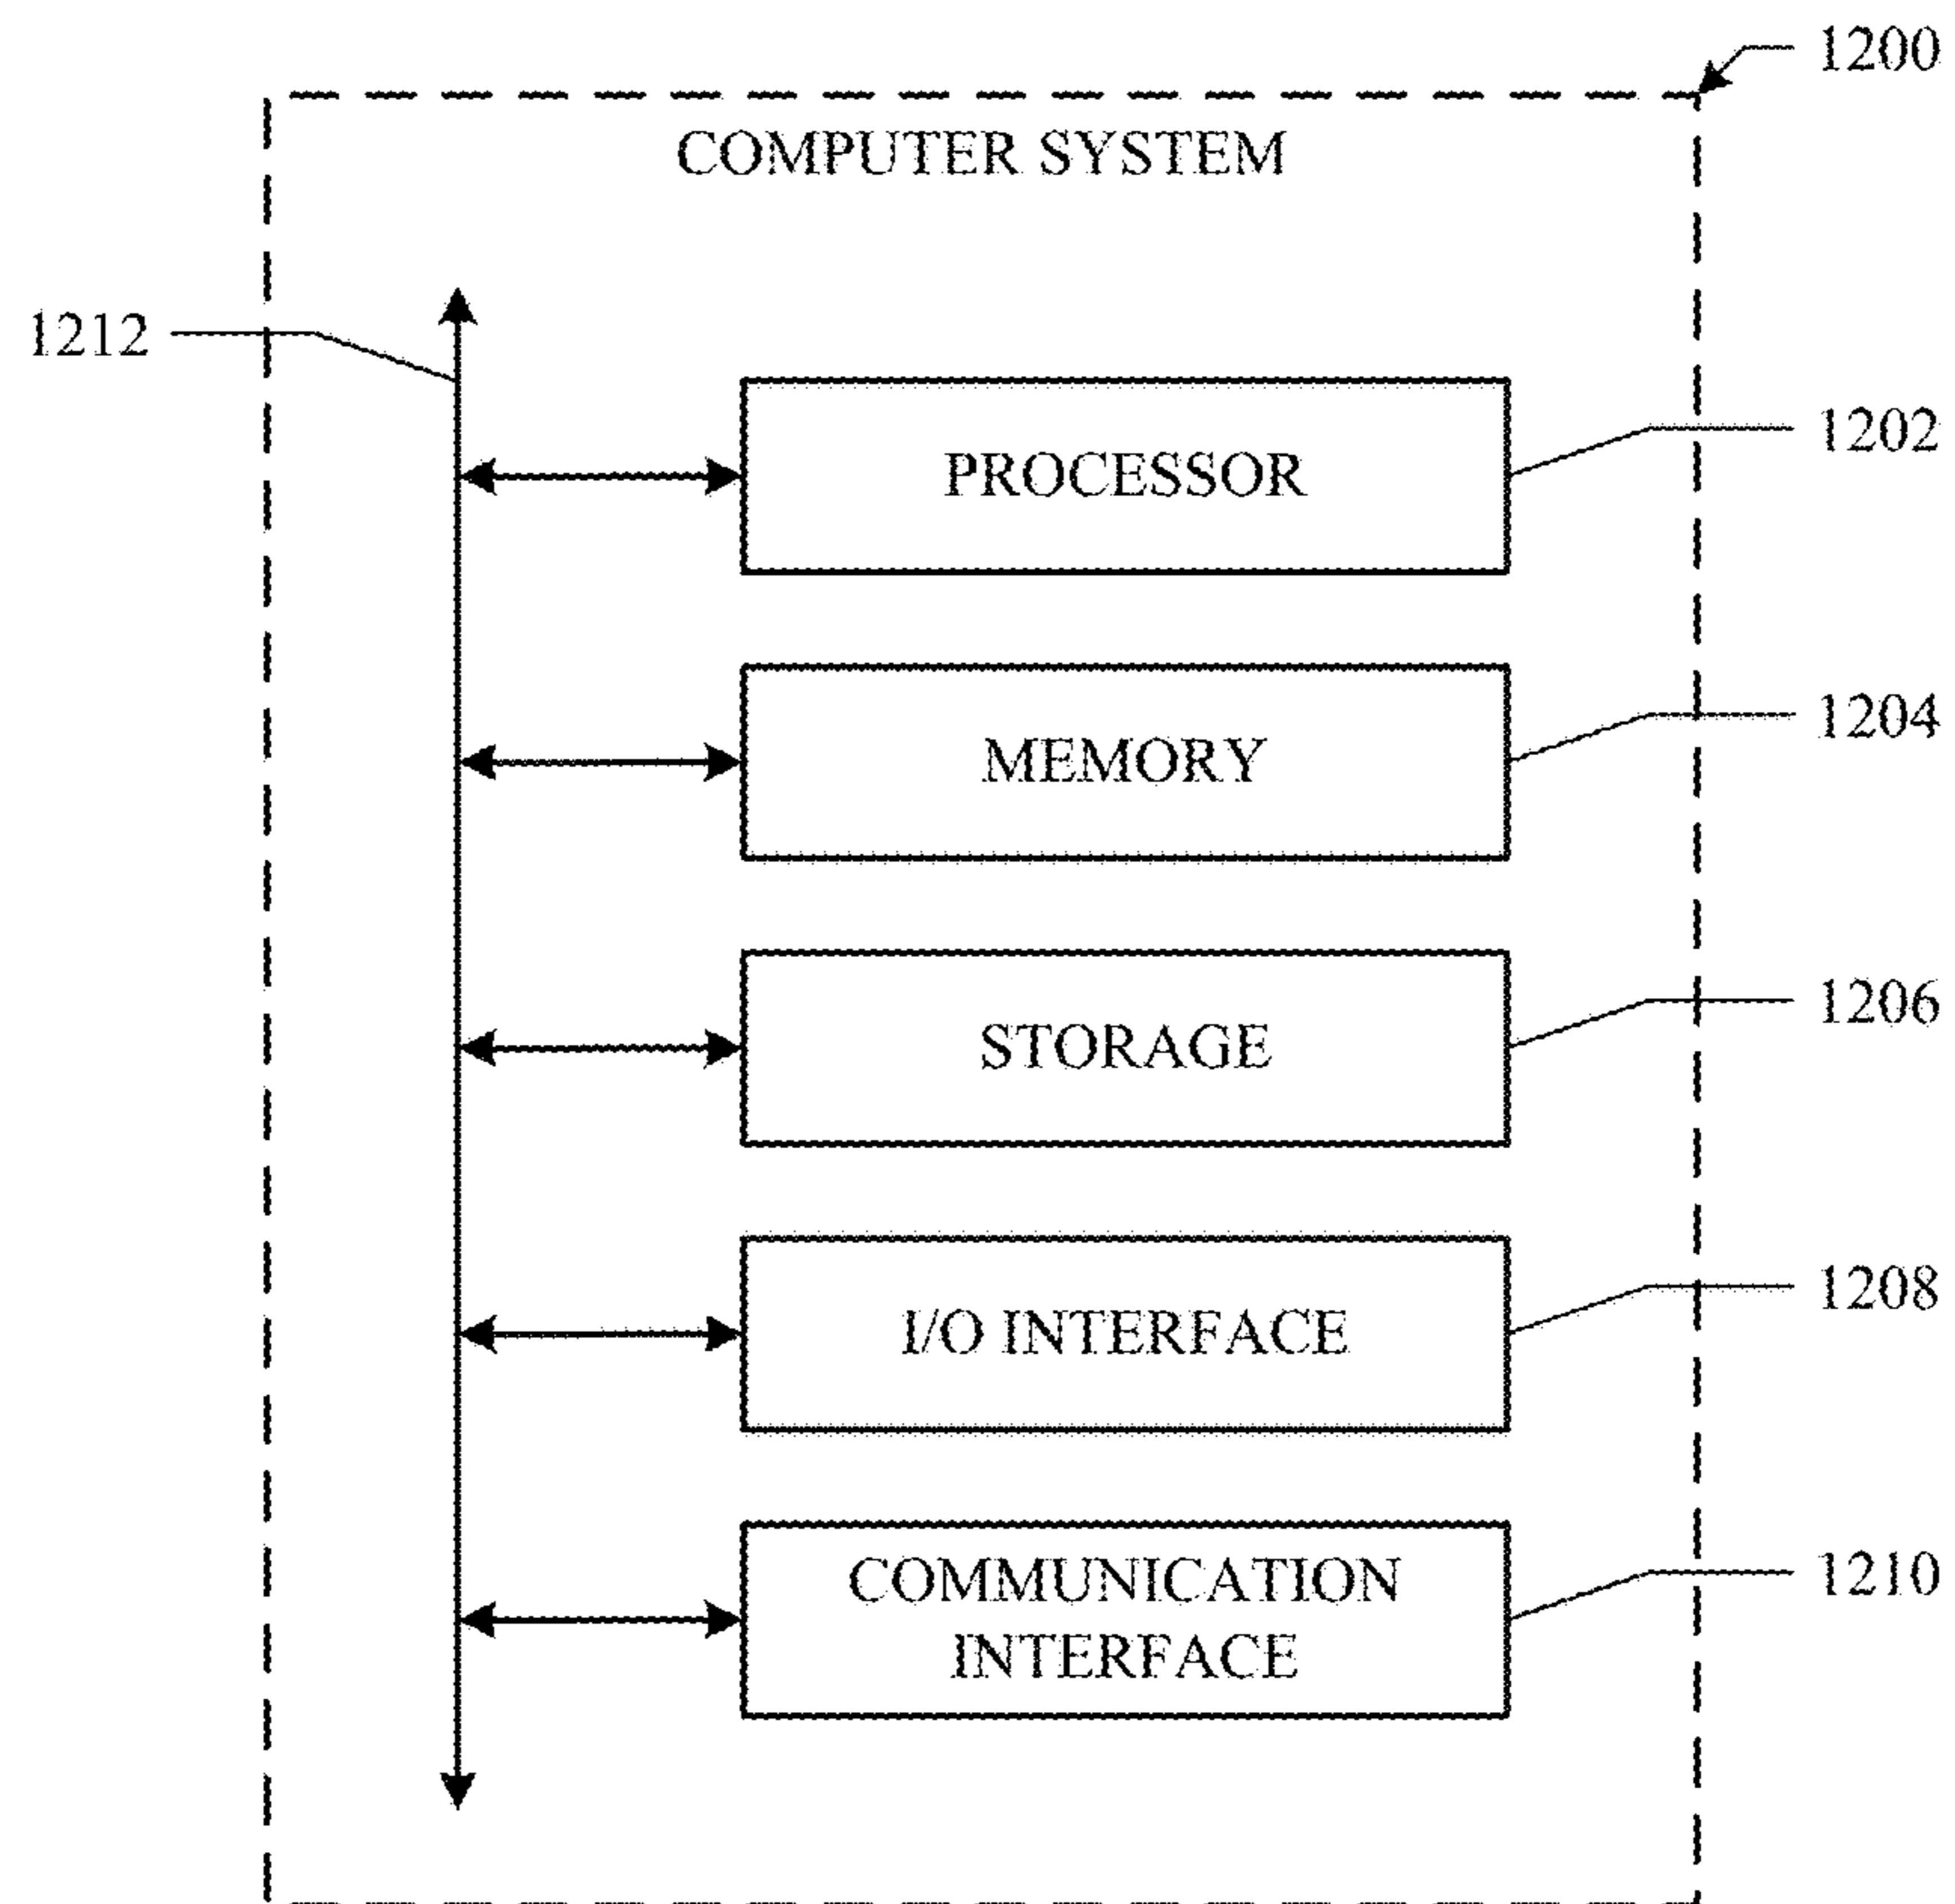 1200
COMPUTER SYSTEM
1212
PROCESSOR
1202
MEMORY
1204
STORAGE
1206
I/O INTERFACE
1208
COMMUNICATION
INTERFACE
1210